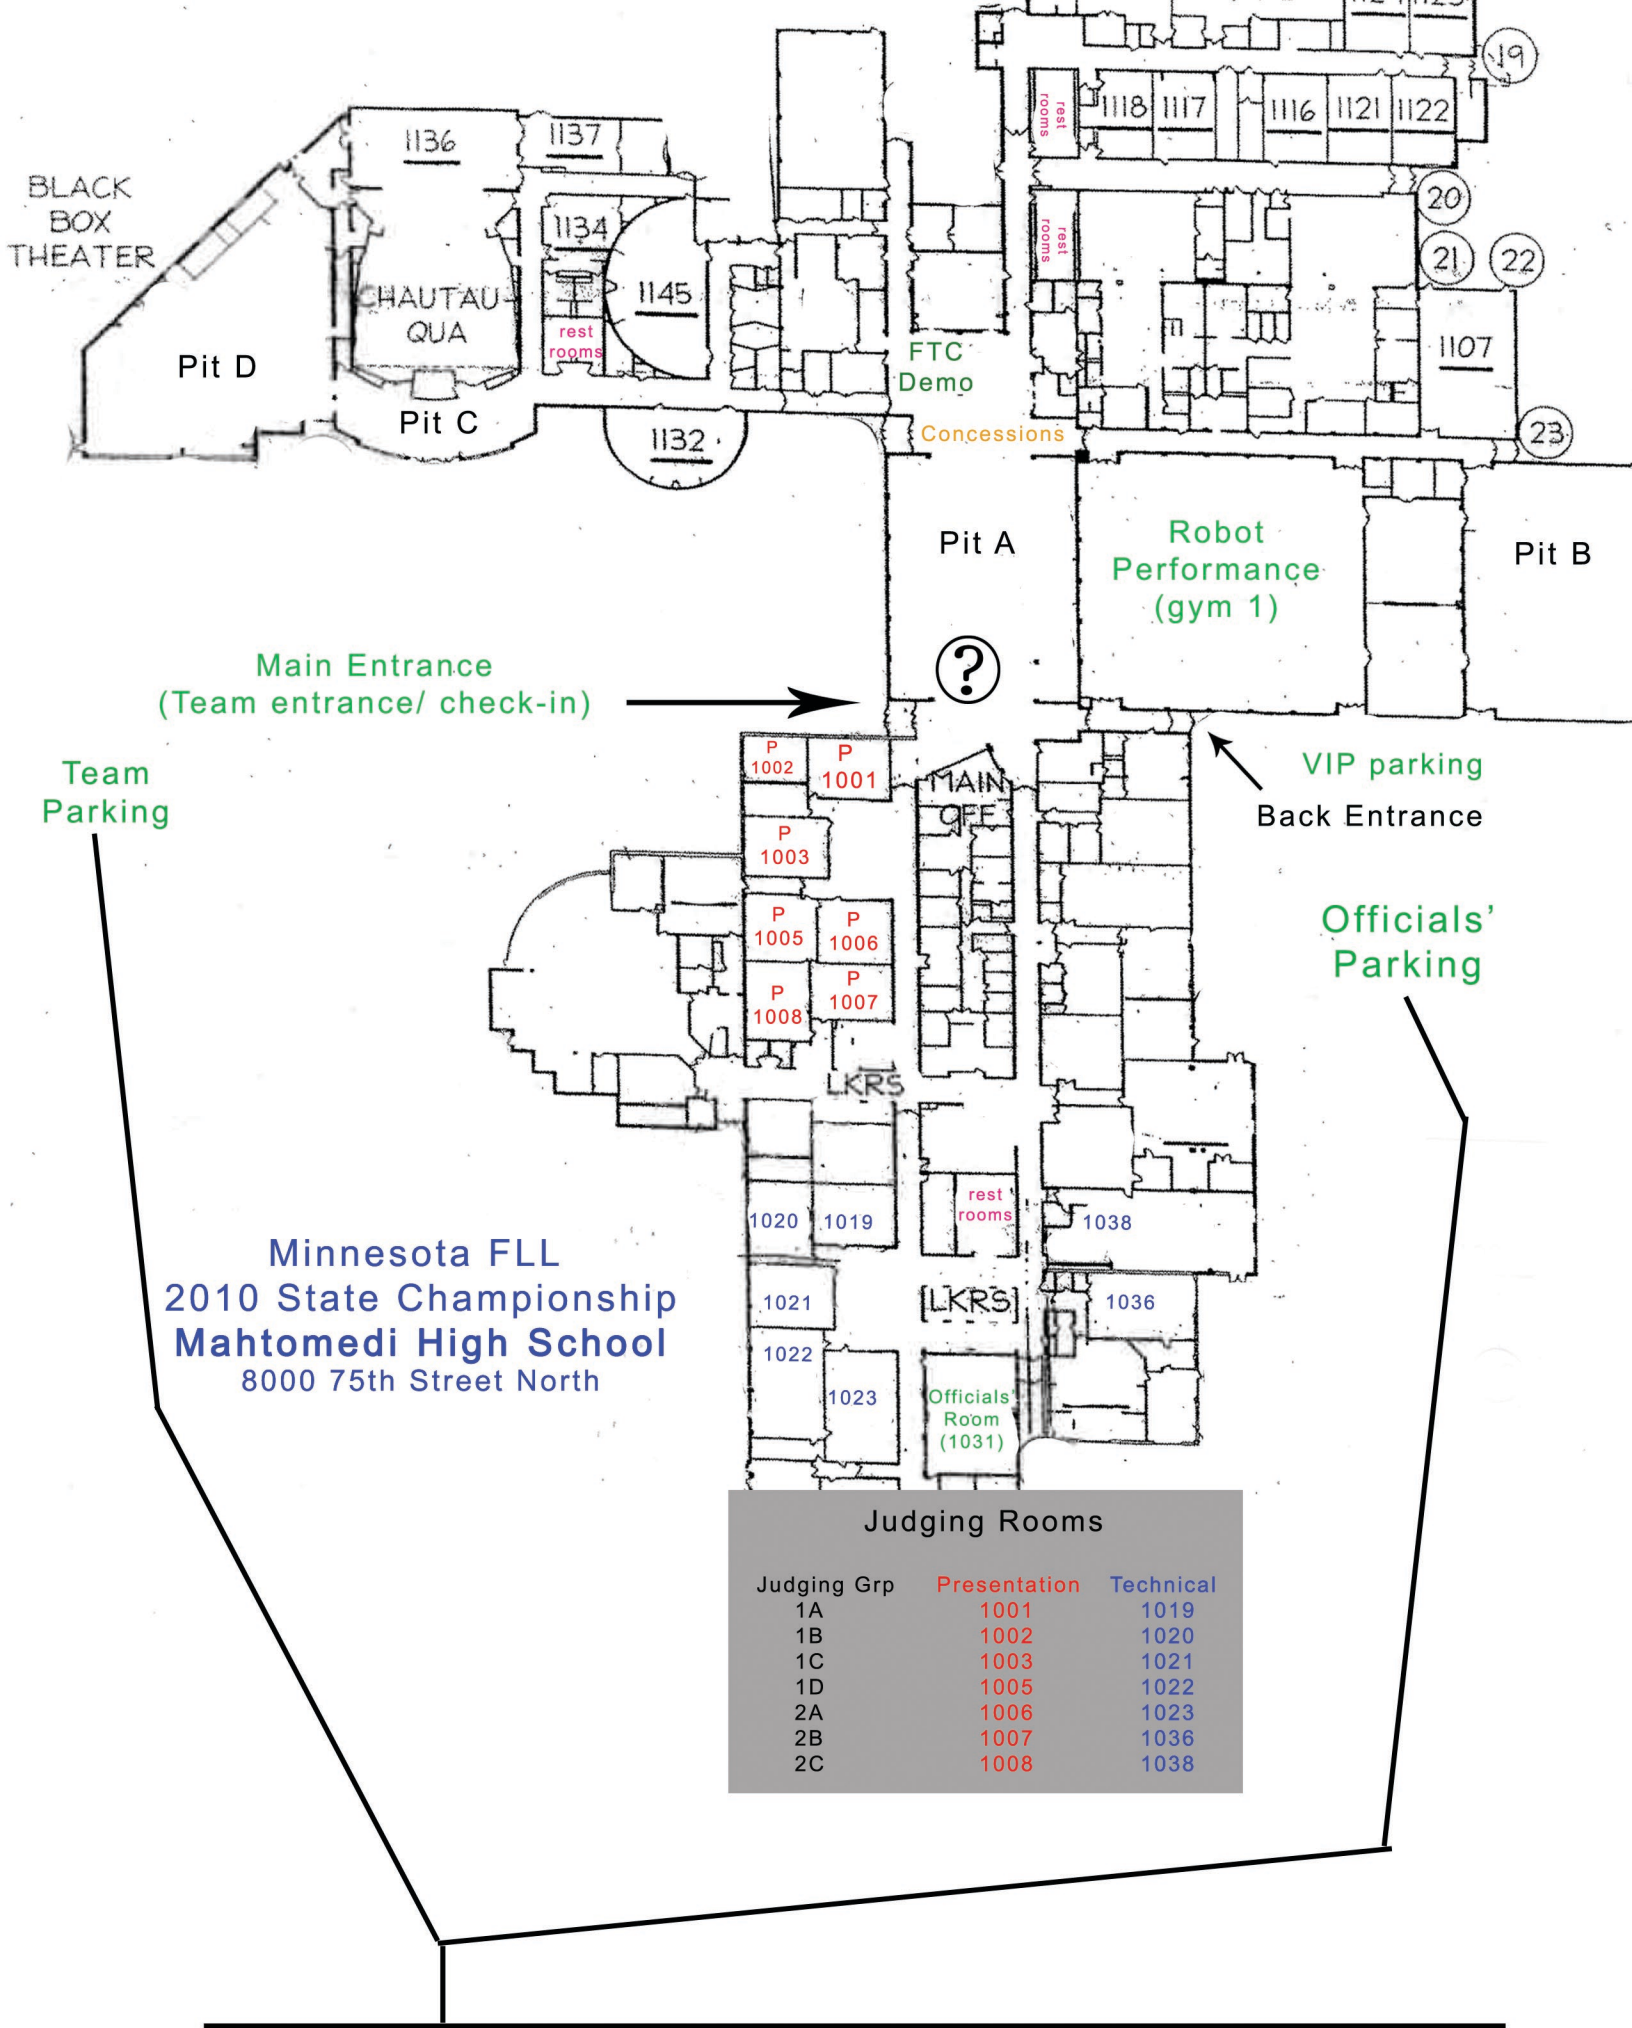 19
rest
rooms
1118
1117
1116
1121
1122
1136
1137
BLACK
BOX
THEATER
20
1134
rest
rooms
21
22
CHAUTAU-
QUA
1145
rest
rooms
1107
Pit D
FTC
Demo
Pit C
1132
Concessions
23
Pit A
Robot
Performance
(gym 1)
Pit B
?
Main Entrance
(Team entrance/ check-in)
Team
Parking
P
1002
P
1001
MAIN
OFF
VIP parking
Back Entrance
P
1003
P
1005
P
1006
Officials'
Parking
P
1008
P
1007
LKRS
rest
rooms
1020
1019
1038
Minnesota FLL
2010 State Championship
Mahtomedi High School
8000 75th Street North
1021
[LKRS]
1036
1022
1023
Officials'
Room
(1031)
Judging Rooms
Judging Grp Presentation Technical
1A 1001 1019
1B 1002 1020
1C 1003 1021
1D 1005 1022
2A 1006 1023
2B 1007 1036
2C 1008 1038